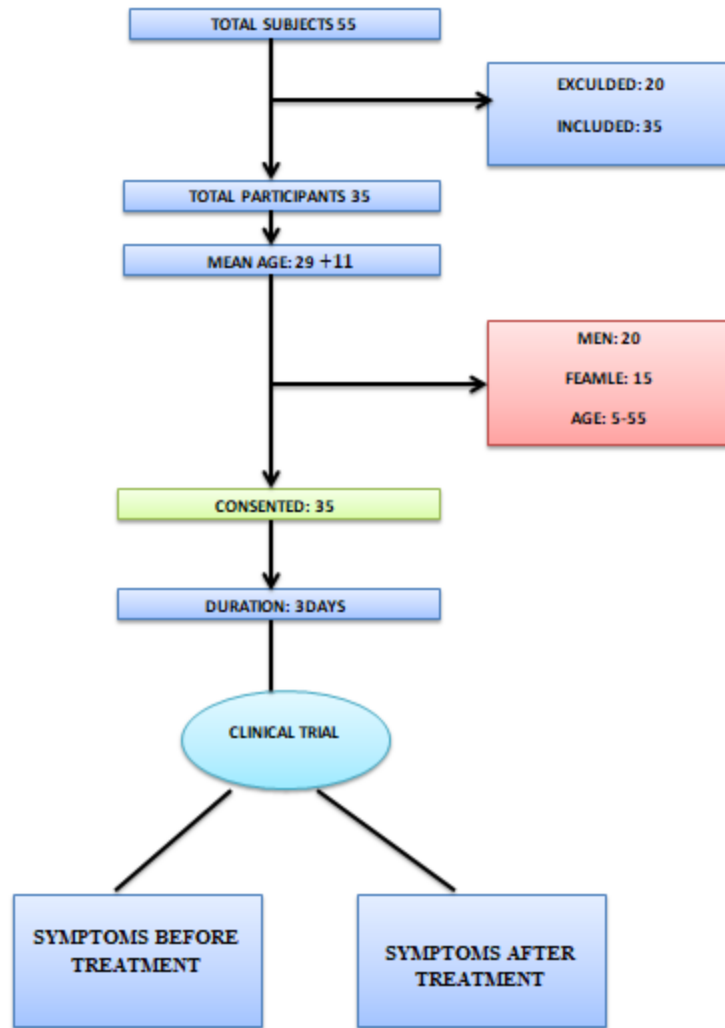 TOTAL SUBJECTS 55
EXCULDED: 20
INCLUDED: 35
TOTAL PARTICIPANTS 35
MEAN AGE: 29 +11
MEN: 20
FEAMLE: 15
AGE: 5-55
CONSENTED: 35
DURATION: 3DAYS
CLINICAL TRIAL
SYMPTOMS BEFORE
TREATMENT
SYMPTOMS AFTER
TREATMENT